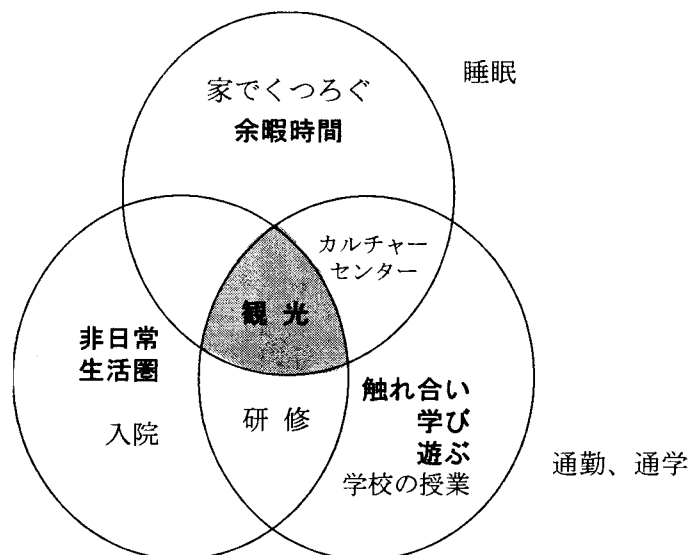 睡眠
家でくつろぐ
余暇時間
カルチャー
センター
観光
非日常
生活圏
入院
研修
触れ合い
学び
遊ぶ
学校の授業
通勤、通学